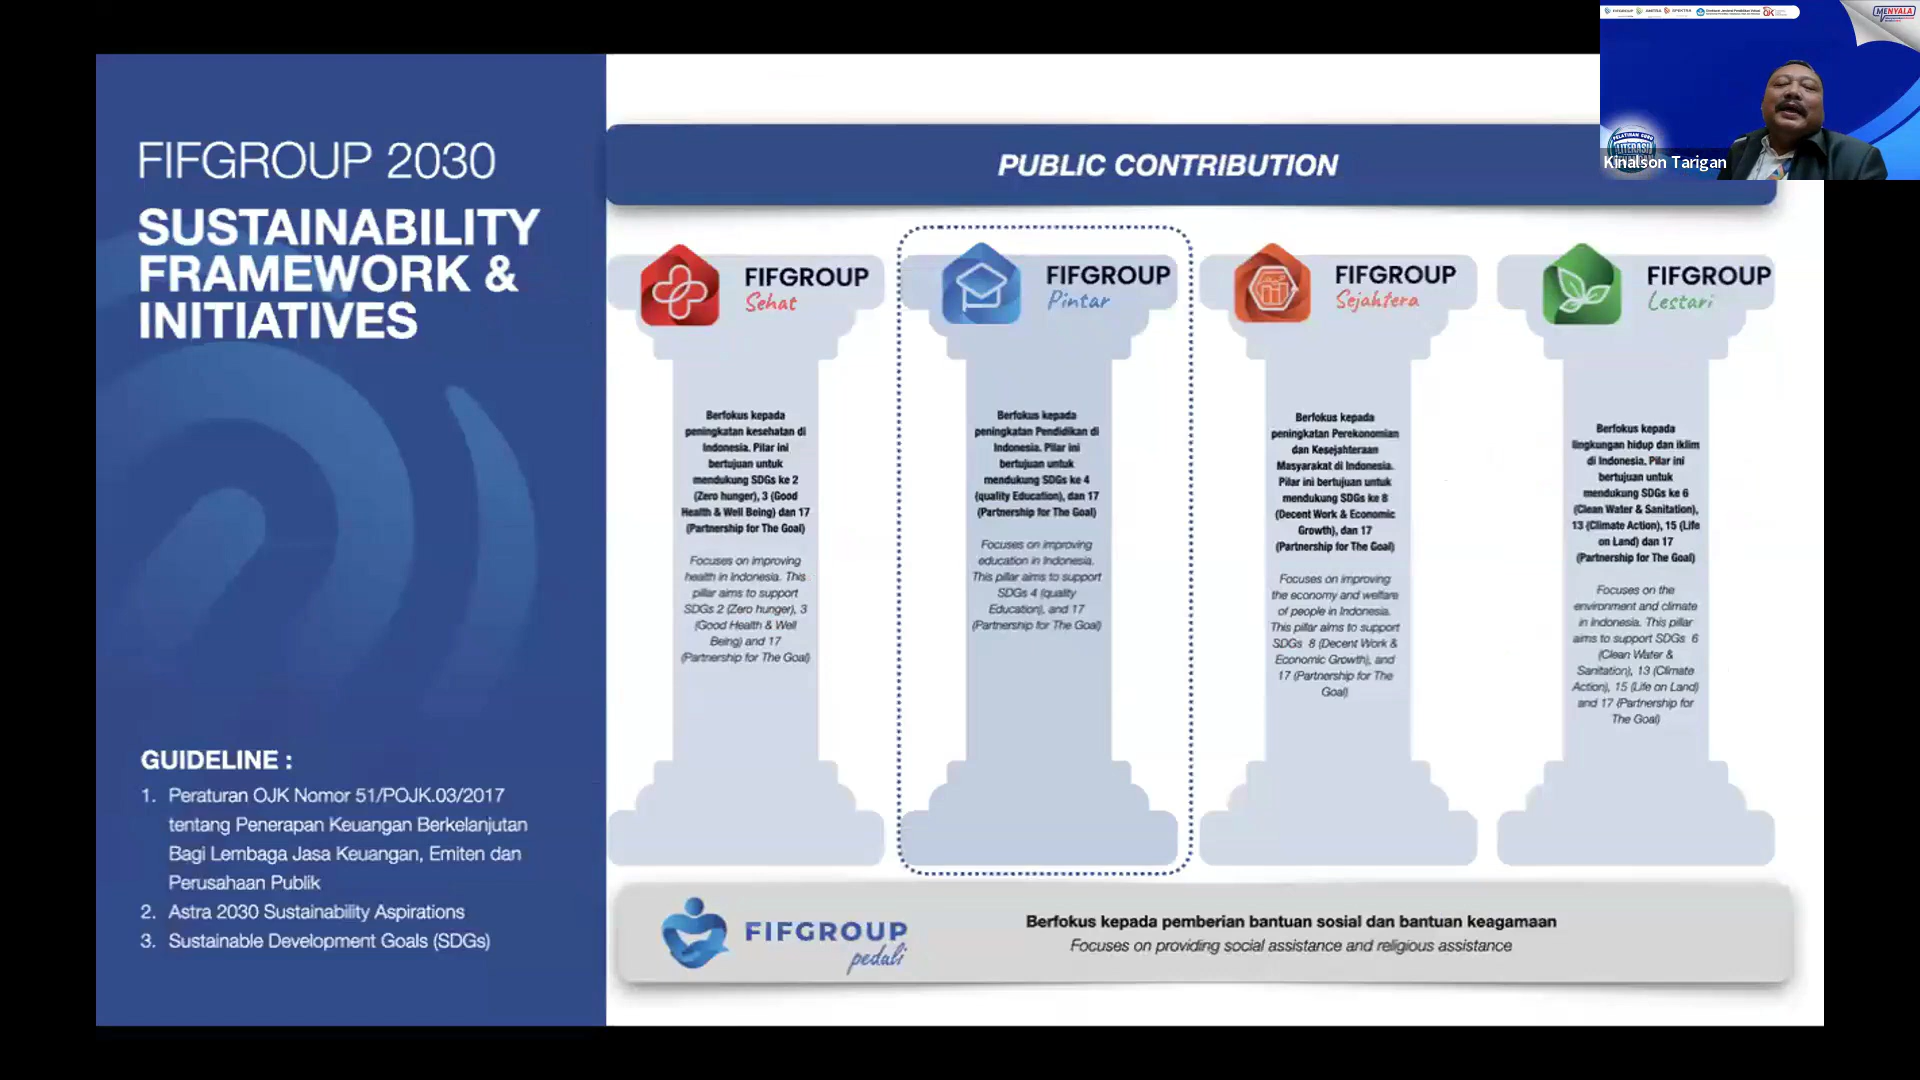 FIFGROUP 2030
SUSTAINABILITY
FRAMEWORK &
INITIATIVES
GUIDELINE :
1. Peraturan OJK Nomor 51/POJK.03/2017
tentang Penerapan Keuangan Berkelanjutan
Bagi Lembaga Jasa Keuangan, Emiten dan
Perusahaan Publik
2. Astra 2030 Sustainability Aspirations
3. Sustainable Development Goals (SDGs)
PUBLIC CONTRIBUTION
FIFGROUP
Sehat
Berfokus kepada
peningkatan kesehatan di
Indonesia. Pilar ini
bertujuan untuk
mendukung SDGs ke 2
(Zero hunger), 3 (Good
Health & Well Being) dan 17
(Partnership for The Goal)
Focuses on improving
health in Indonesia. This
pillar aims to support
SDGs 2 (Zero hunger), 3
(Good Health & Well
Being) and 17
(Partnership for The Goal)
FIFGROUP
Pintar
Berfokus kepada
peningkatan Pendidikan di
Indonesia. Pilar ini
bertujuan untuk
mendukung SDGs ke 4
(quality Education), dan 17
(Partnership for The Goal)
Focuses on improving
education in Indonesia.
This pillar aims to support
SDGs 4 (quality
Education), and 17
(Partnership for The Goal)
FIFGROUP
Sejahtera
Berfokus kepada
peningkatan Perekonomian
dan Kesejahteraan
Masyarakat di Indonesia.
Pilar ini bertujuan untuk
mendukung SDGs ke 8
(Decent Work & Economic
Growth), dan 17
(Partnership for The Goal)
Focuses on improving
the economy and welfare
of people in Indonesia.
This pillar aims to support
SDGs 8 (Decent Work &
Economic Growth), and
17 (Partnership for The
Goal)
FIFGROUP
Lestari
Berfokus kepada
lingkungan hidup dan iklim
di Indonesia. Pilar ini
bertujuan untuk
mendukung SDGs ke 6
(Clean Water & Sanitation),
13 (Climate Action), 15 (Life
on Land) dan 17
(Partnership for The Goal)
Focuses on the
environment and climate
in Indonesia. This pillar
aims to support SDGs 6
(Clean Water &
Sanitation), 13 (Climate
Action), 15 (Life on Land)
and 17 (Partnership for
The Goal)
FIFGROUP
peduli
Berfokus kepada pemberian bantuan sosial dan bantuan keagamaan
Focuses on providing social assistance and religious assistance
FIFGROUP AMITRA SPEKTRA
MENYALA
PELATIHAN GURU
LITERASI
Kinalson Tarigan